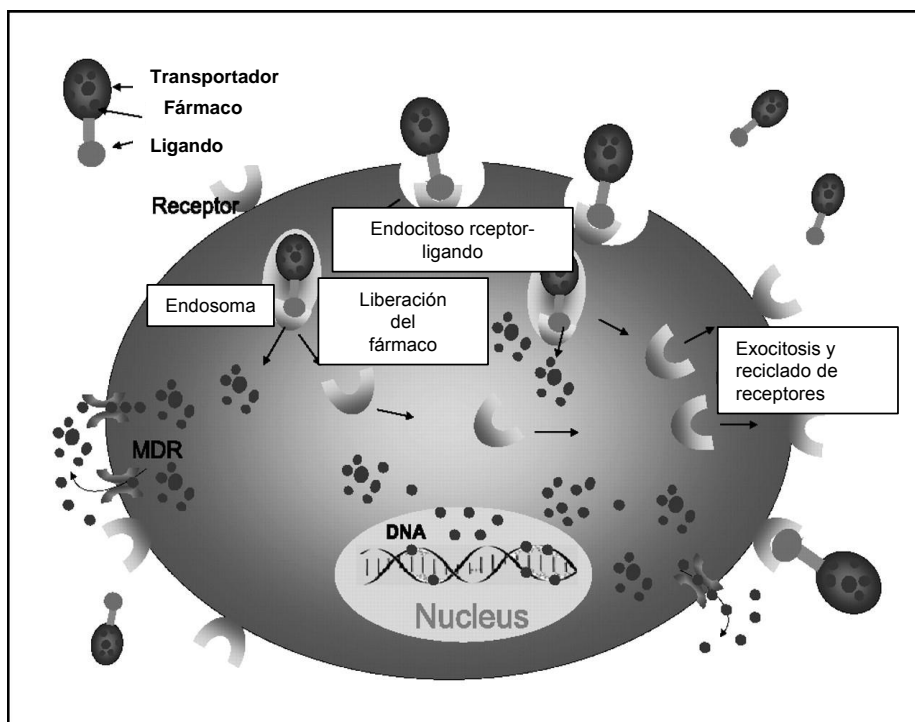 Transportador
Fármaco
Ligando
Receptor
Endocitoso rceptor-
ligando
Endosoma
Liberación
del
fármaco
Exocitosis y
reciclado de
receptores
MDR
DNA
Nucleus